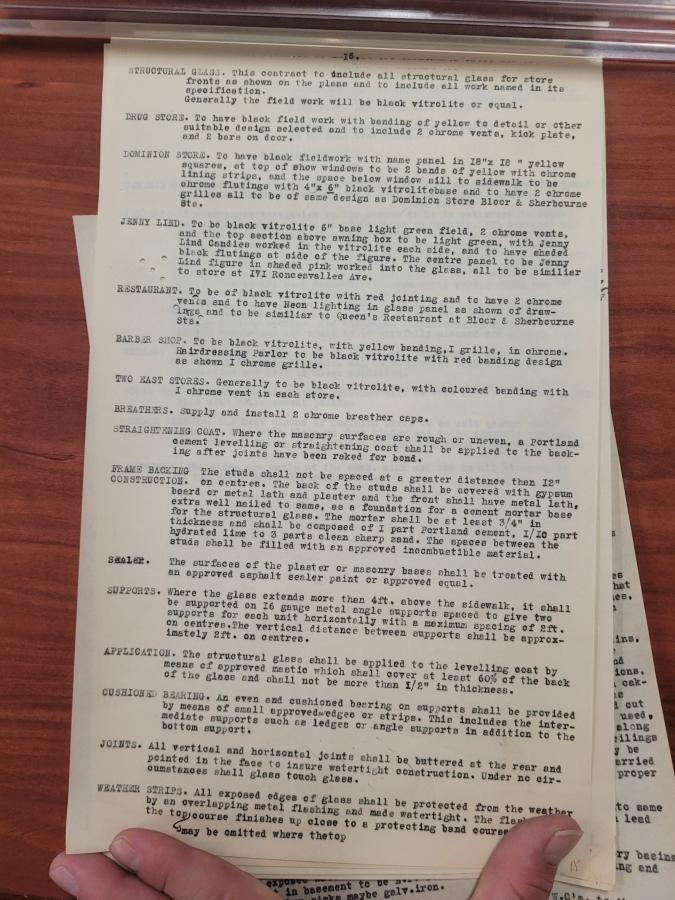 18.
STRUCTURAL GLASS. This contract to include all structural glass for store
fronts as shown on the plans and to include all work named in its
specification.
Generally the field work will be black vitrolite or equal.
DRUG STORE. To have black field work with banding of yellow to detail or other
suitable design selected and to include 2 chrome vents, kick plate,
and 2 bars on door.
DOMINION STORE. To have black fieldwork with name panel in I8"x I8 " yellow
squares, at top of show windows to be 2 bands of yellow with chrome
lining strips, and the space below window sill to sidewalk to be
chrome flutings with 4"x 6" black vitrolitebase and to have 2 chrome
grilles all to be of same design as Dominion Store Bloor & Sherbourne
Sts.
JENNY LIND. To be black vitrolite 6" base light green field, 2 chrome vents,
and the top section above awning box to be light green, with Jenny
Lind Candies worked in the vitrolite each side, and to have shaded
black flutings at side of the figure. The centre panel to be Jenny
Lind figure in shaded pink worked into the glass, all to be similiar
to store at I7I Roncesvalles Ave.
RESTAURANT. To be of black vitrolite with red jointing and to have 2 chrome
vents and to have Neon lighting in glass panel as shown of draw-
ings and to be similiar to Queen's Restaurant at Bloor & Sherbourne
Sts.
BARBER SHOP. To be black vitrolite, with yellow banding,I grille, in chrome.
Hairdressing Parlor to be black vitrolite with red banding design
as shown I chrome grille.
TWO EAST STORES. Generally to be black vitrolite, with coloured banding with
I chrome vent in each store.
BREATHERS. Supply and install 2 chrome breather caps.
STRAIGHTENING COAT. Where the masonry surfaces are rough or uneven, a Portland
cement levelling or straightening coat shall be applied to the back-
ing after joints have been raked for bond.
FRAME BACKING The studs shall not be spaced at a greater distance than I2"
CONSTRUCTION. on centres. The back of the studs shall be covered with gypsum
board or metal lath and plaster and the front shall have metal lath,
extra well nailed to same, as a foundation for a cement mortar base
for the structural glass. The mortar shall be at least 3/4" in
thickness and shall be composed of I part Portland cement, I/IO part
hydrated lime to 3 parts clean sharp sand. The spaces between the
studs shall be filled with an approved incombustible material.
SEALER. The surfaces of the plaster or masonry bases shall be treated with
an approved asphalt sealer paint or approved equal.
SUPPORTS. Where the glass extends more than 4ft. above the sidewalk, it shall
be supported on I6 gauge metal angle supports spaced to give two
supports for each unit horizontally with a maximum spacing of 2ft.
on centres.The vertical distance between supports shall be approx-
imately 2ft. on centres.
APPLICATION. The structural glass shall be applied to the levelling coat by
means of approved mastic which shall cover at least 60% of the back
of the glass and shall not be more than I/2" in thickness.
CUSHIONED BEARING. An even and cushioned bearing on supports shall be provided
by means of small approvedwedges or strips. This includes the inter-
mediate supports such as ledges or angle supports in addition to the
bottom support.
JOINTS. All vertical and horizontal joints shall be buttered at the rear and
pointed in the face to insure watertight construction. Under no cir-
cumstances shall glass touch glass.
WEATHER STRIPS. All exposed edges of glass shall be protected from the weather
by an overlapping metal flashing and made watertight. The
the top course finishes up close to a protecting band
may be omitted where thetop
15
in basement to be
maybe galv.iron.
used,
along
ceilings
y be
proper
to same
lead
ry basins
ing and
W.C's.